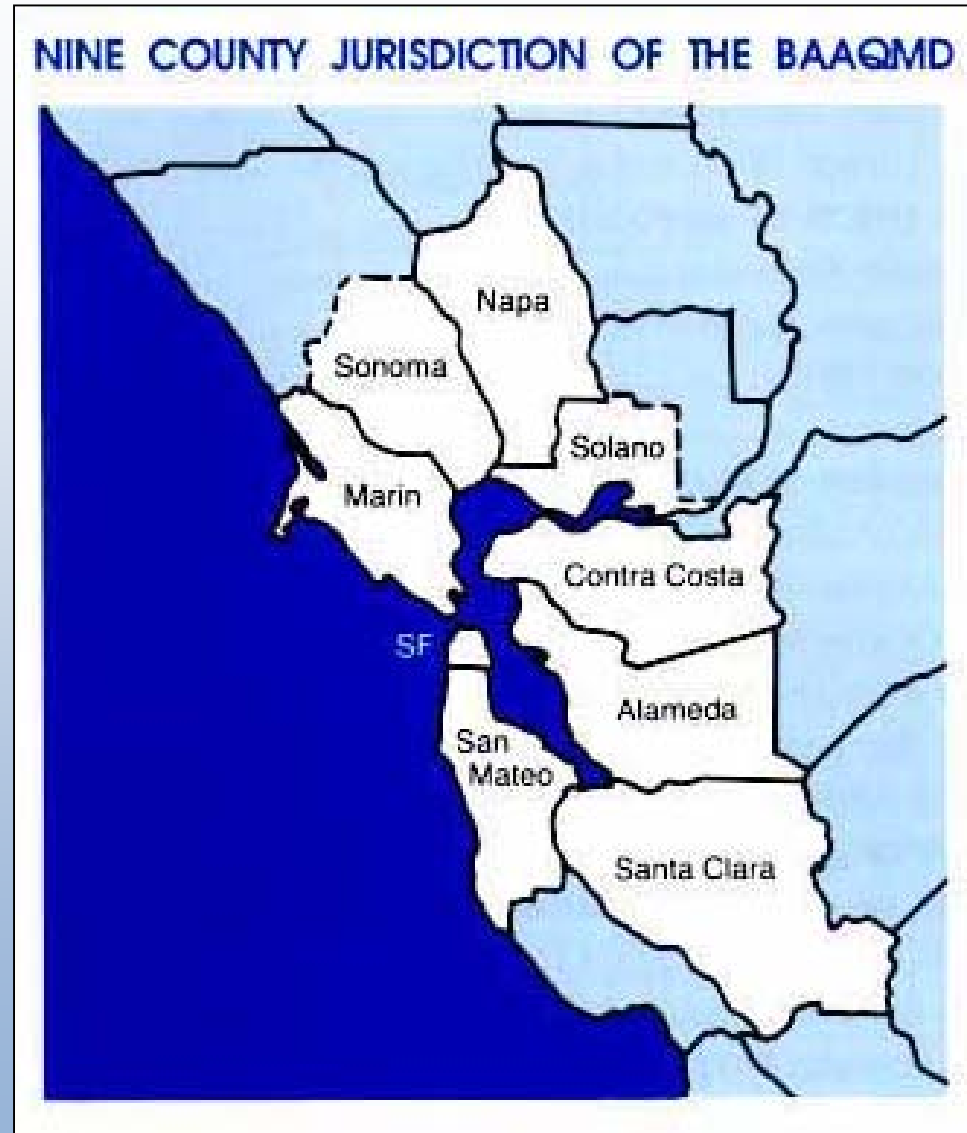 NINE COUNTY JURISDICTION OF THE BAAQMD
Napa
Sonoma
Solano
Marin
Contra Costa
SF
Alameda
San
Mateo
Santa Clara